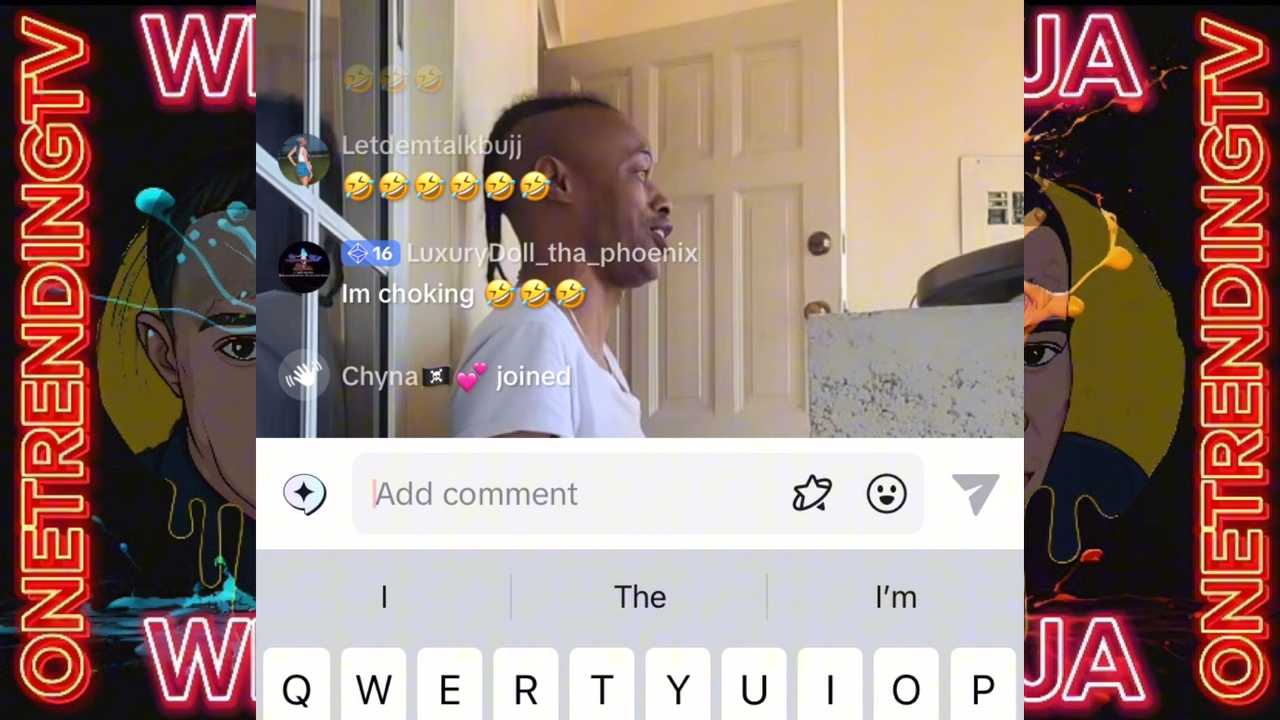 ONETRENDINGTV
🤣🤣🤣
Letdemtalkbujj
🤣🤣🤣🤣🤣🤣
16 LuxuryDoll_tha_phoenix
Im choking 🤣🤣🤣
Chyna🏴‍☠️💕 joined
Add comment
I The I’m
Q W E R T Y U I O P
ONETRENDINGTV